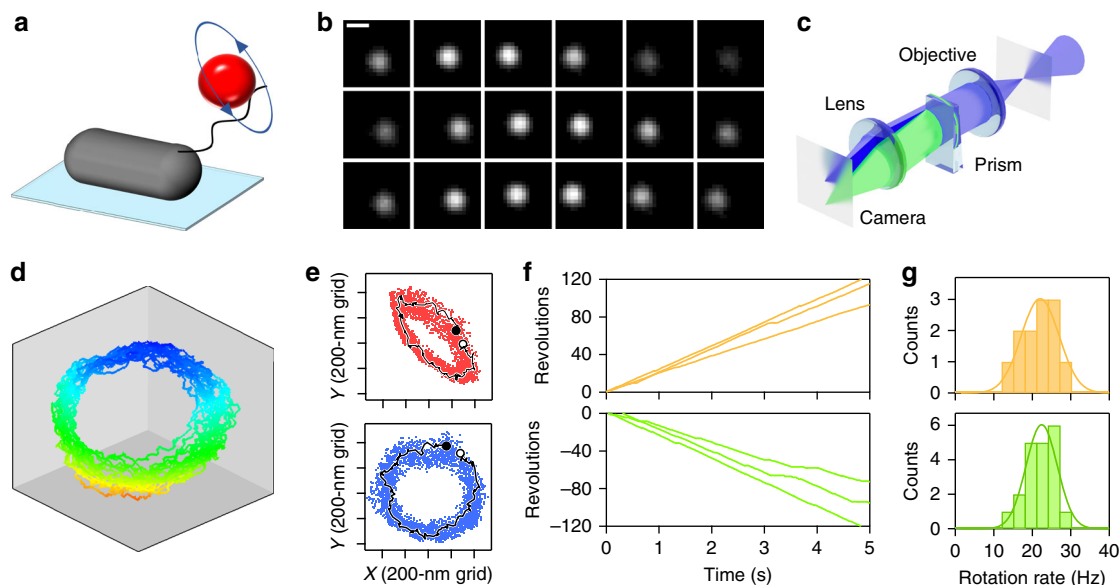 a
b
c
Objective
Lens
Prism
Camera
d
e
Y (200-nm grid)
Y (200-nm grid)
X (200-nm grid)
f
120
80
40
0
Revolutions
0
–40
–80
–120
Revolutions
0
1
2
3
4
5
Time (s)
g
3
2
1
0
Counts
6
4
2
0
Counts
0
10
20
30
40
Rotation rate (Hz)